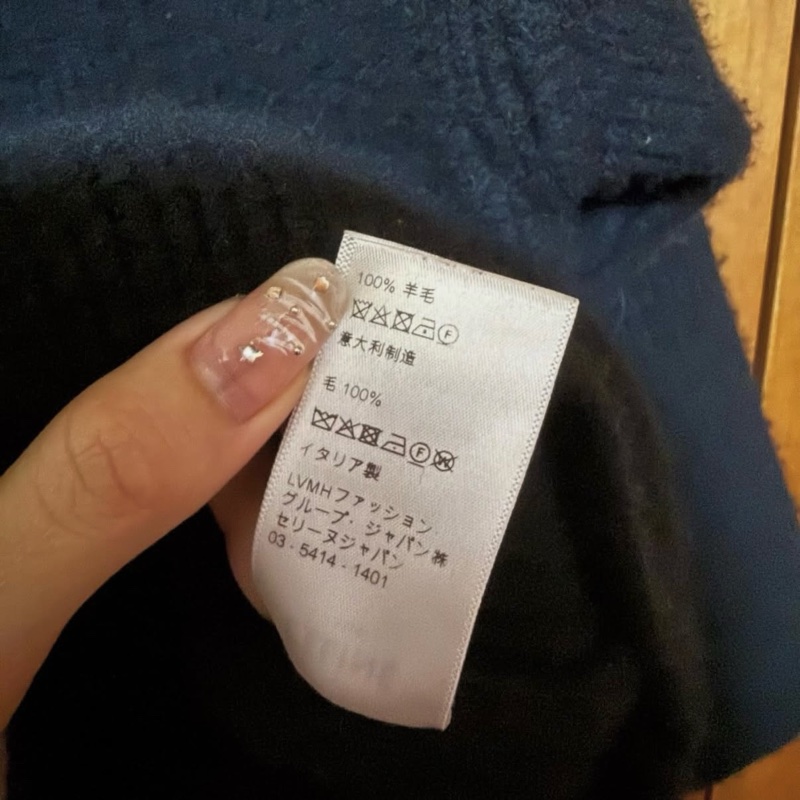 100% 羊毛
F
意大利制造
毛 100%
F W
イタリア製
LVMHファッション.
グループ・ジャパン㈱
セリーヌジャパン
03-5414-1401